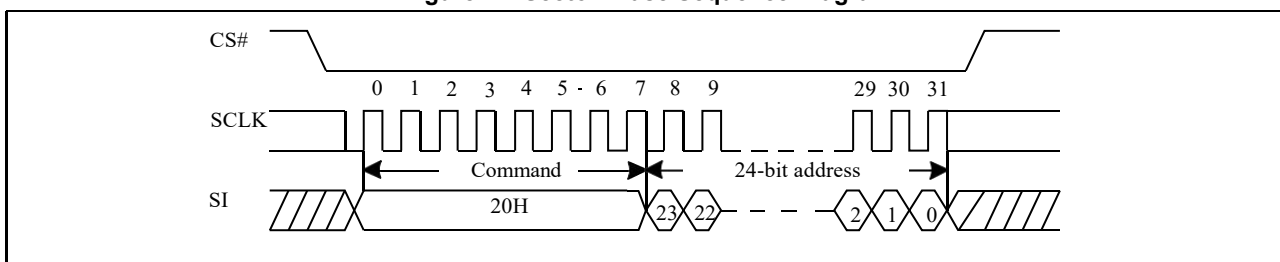 CS#
0 1 2 3 4 5 - 6 7 8 9 29 30 31
SCLK
Command 24-bit address
SI 20H 23 22 2 1 0